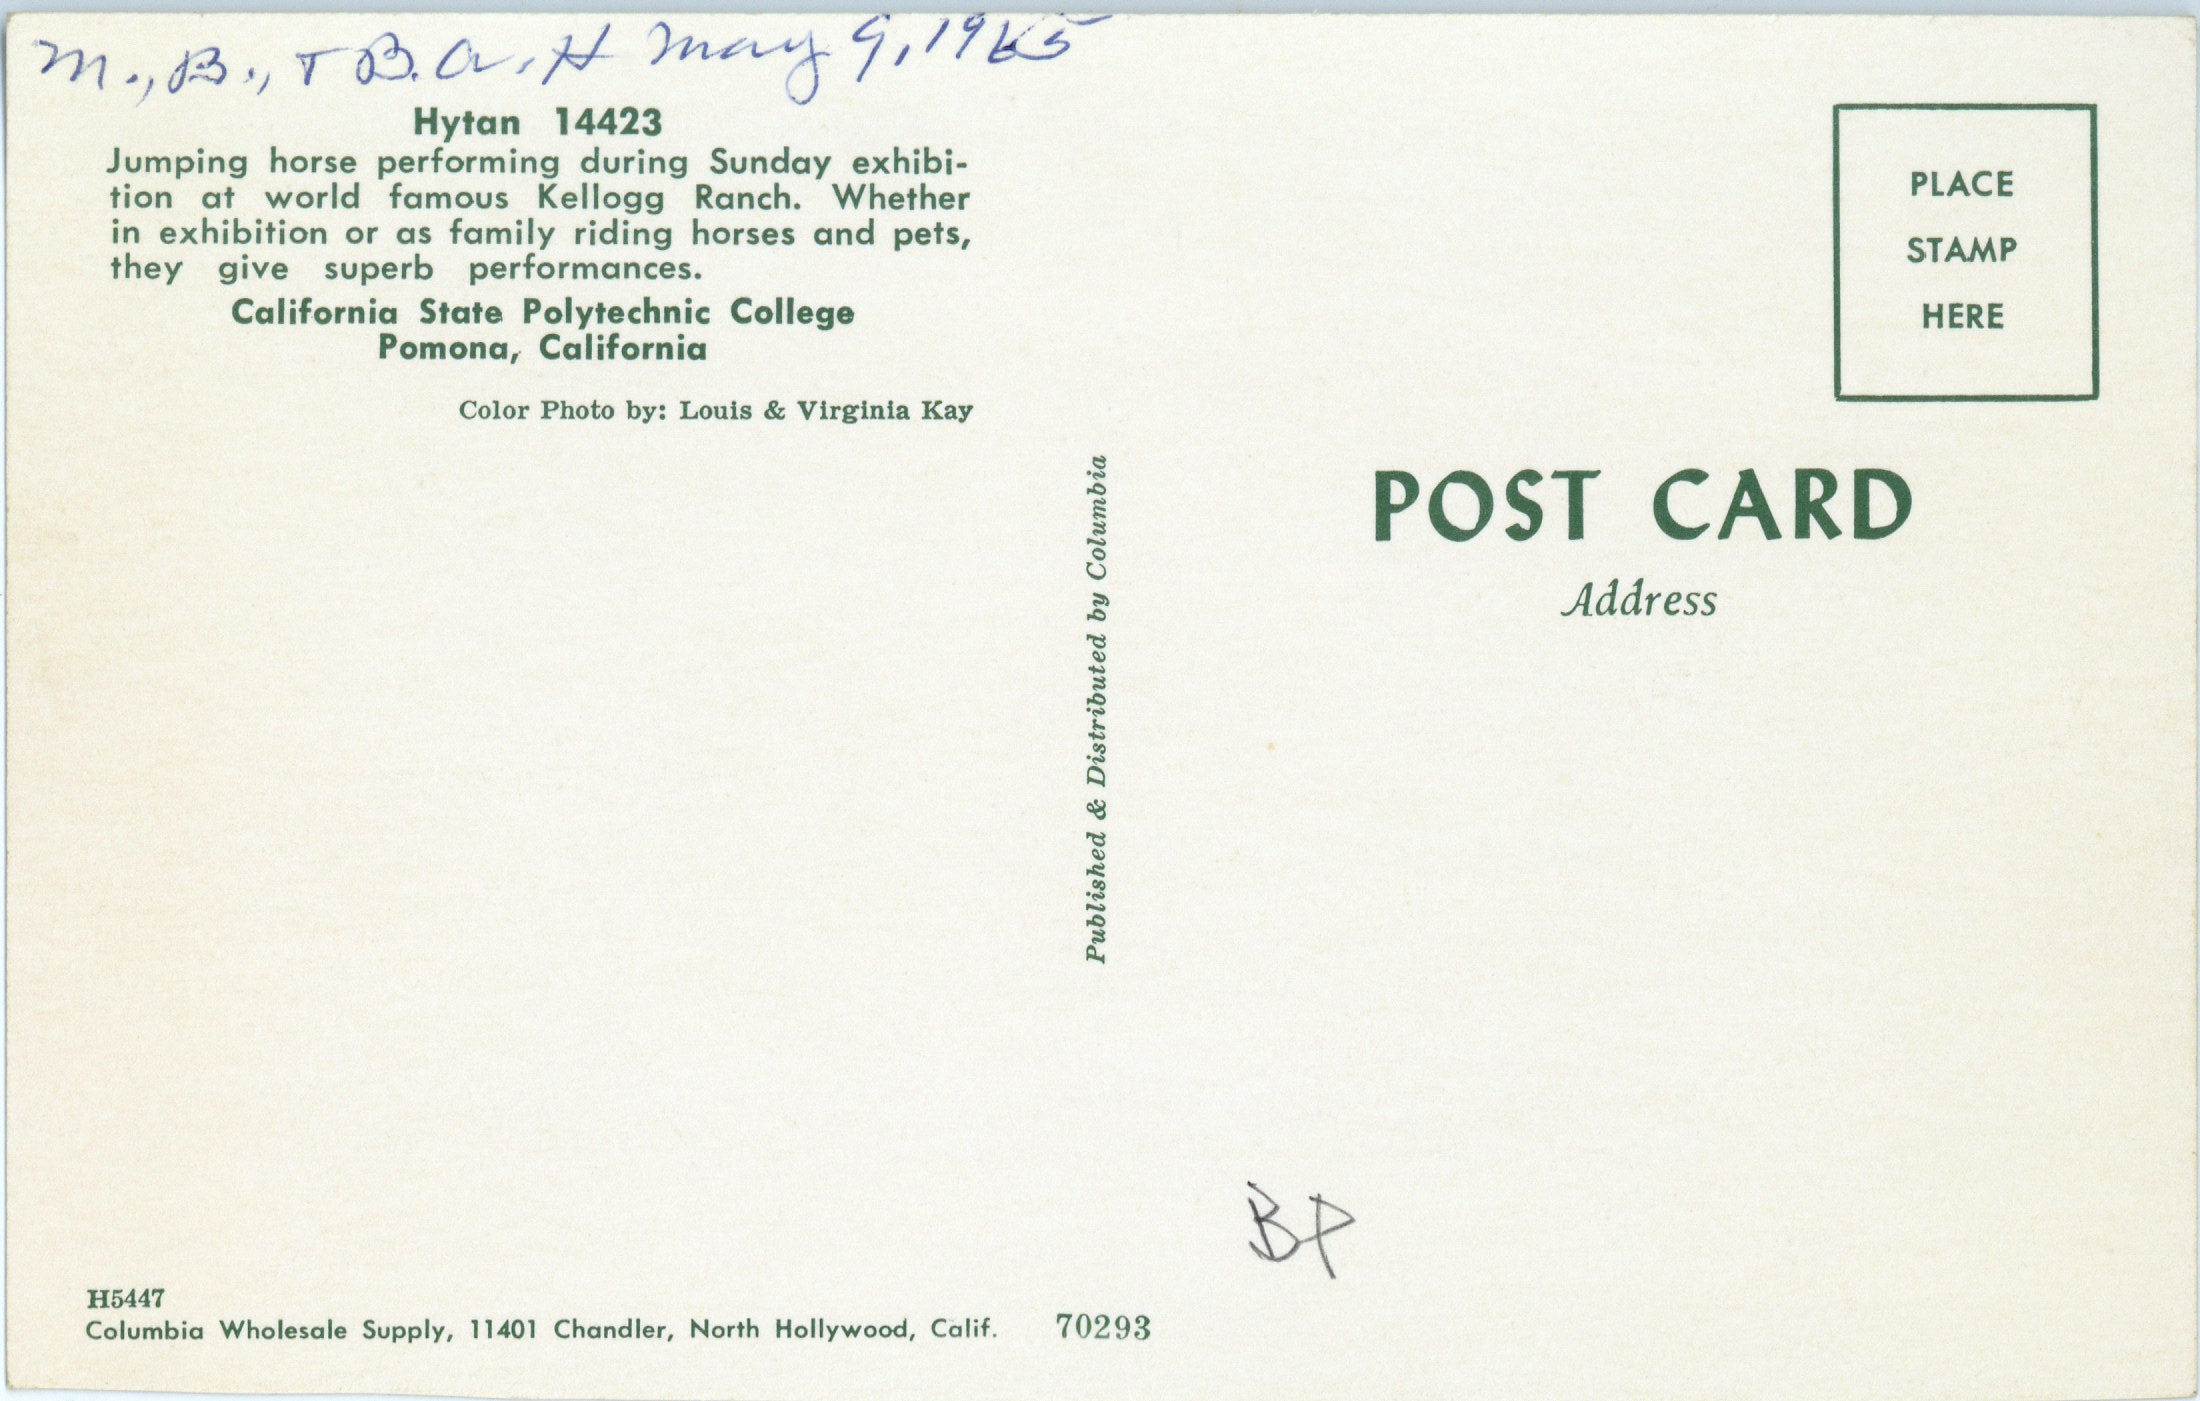 M., B., + B. A. H May 9, 1965
Hytan 14423
Jumping horse performing during Sunday exhibi-
tion at world famous Kellogg Ranch. Whether
in exhibition or as family riding horses and pets,
they give superb performances.
California State Polytechnic College
Pomona, California
Color Photo by: Louis & Virginia Kay
Published & Distributed by Columbia
PLACE
STAMP
HERE
POST CARD
Address
BP
H5447
Columbia Wholesale Supply, 11401 Chandler, North Hollywood, Calif. 70293